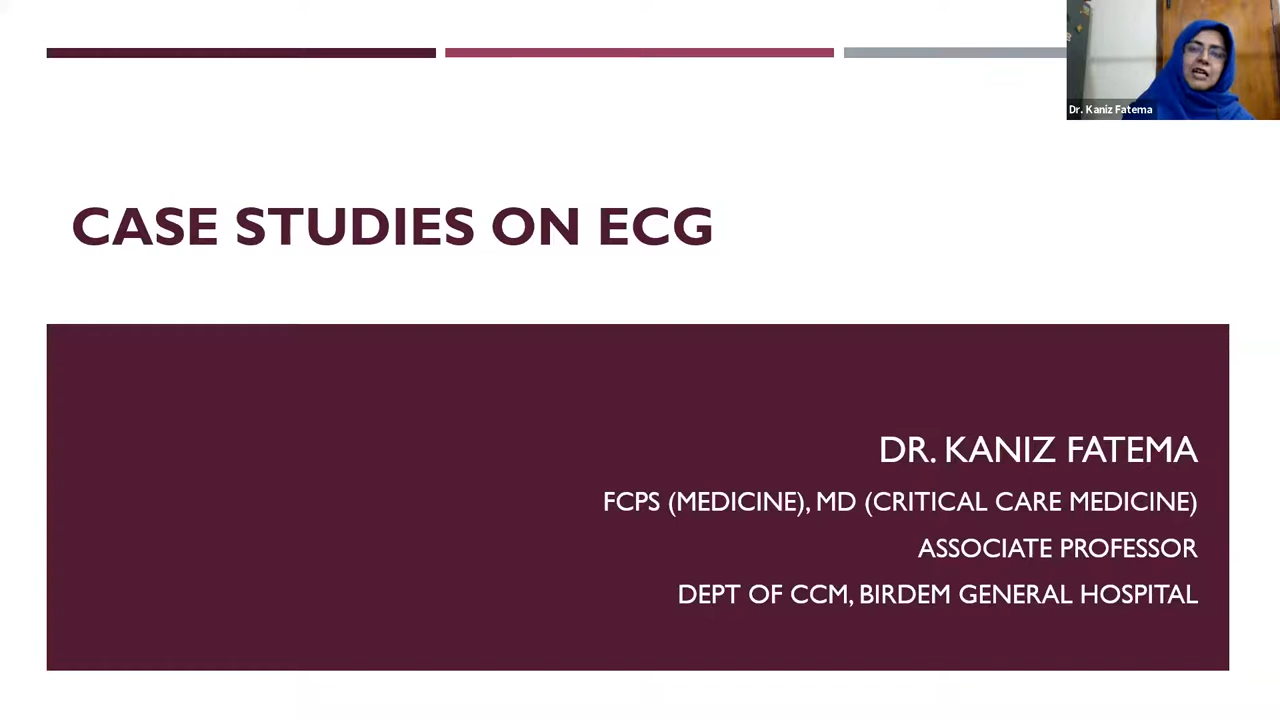 Dr. Kaniz Fatema
CASE STUDIES ON ECG
DR. KANIZ FATEMA
FCPS (MEDICINE), MD (CRITICAL CARE MEDICINE)
ASSOCIATE PROFESSOR
DEPT OF CCM, BIRDEM GENERAL HOSPITAL